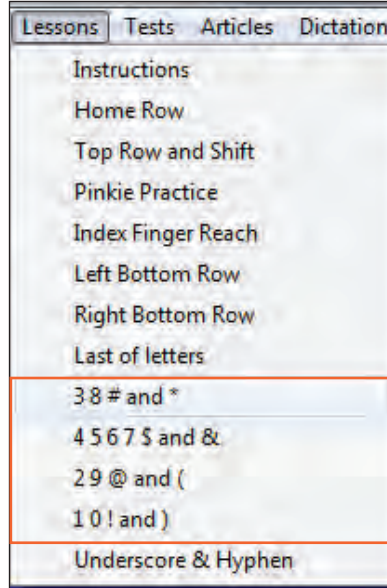 Lessons Tests Articles Dictation
Instructions
Home Row
Top Row and Shift
Pinkie Practice
Index Finger Reach
Left Bottom Row
Right Bottom Row
Last of letters
3 8 # and *
4 5 6 7 $ and &
2 9 @ and (
1 0 ! and )
Underscore & Hyphen